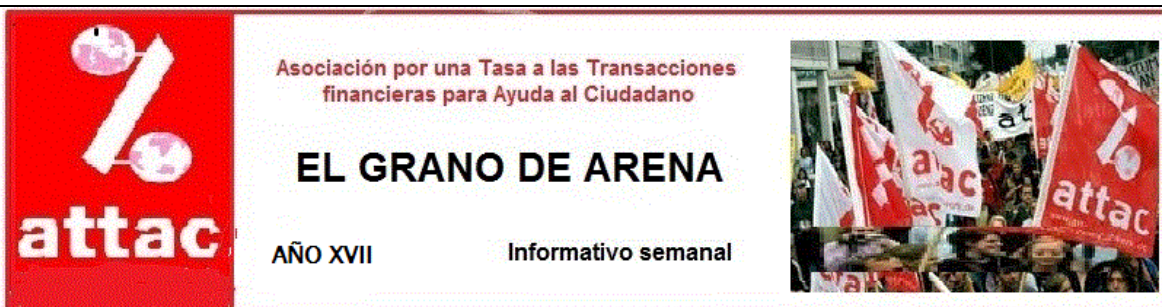 attac
Asociación por una Tasa a las Transacciones
financieras para Ayuda al Ciudadano
EL GRANO DE ARENA
AÑO XVII
Informativo semanal
attac
attac